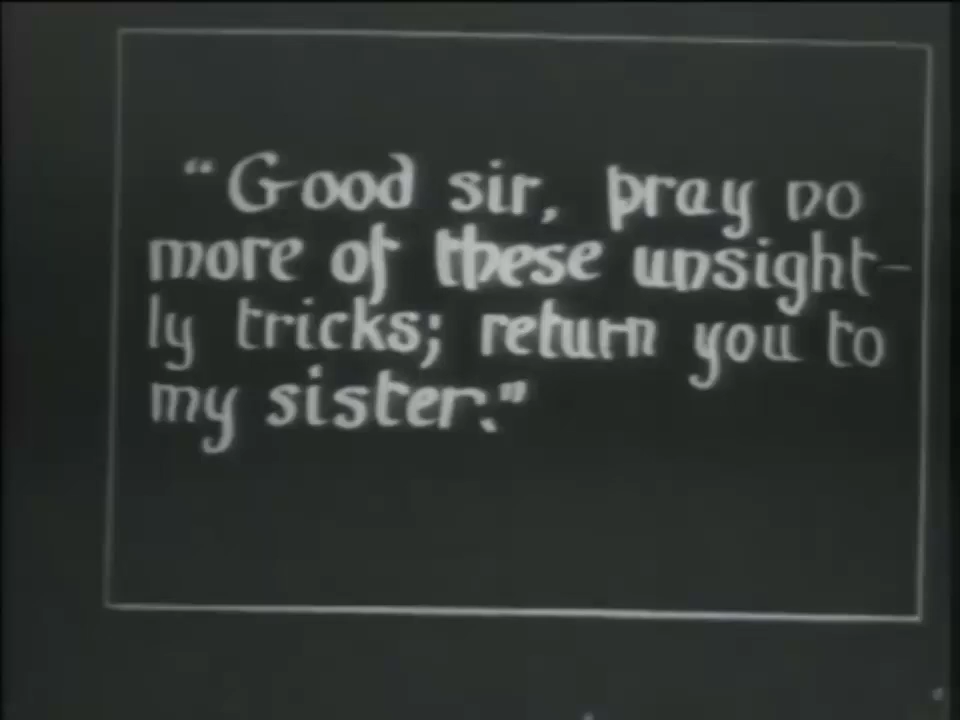 “Good sir, pray no
more of these unsight-
ly tricks; return you to
my sister.”